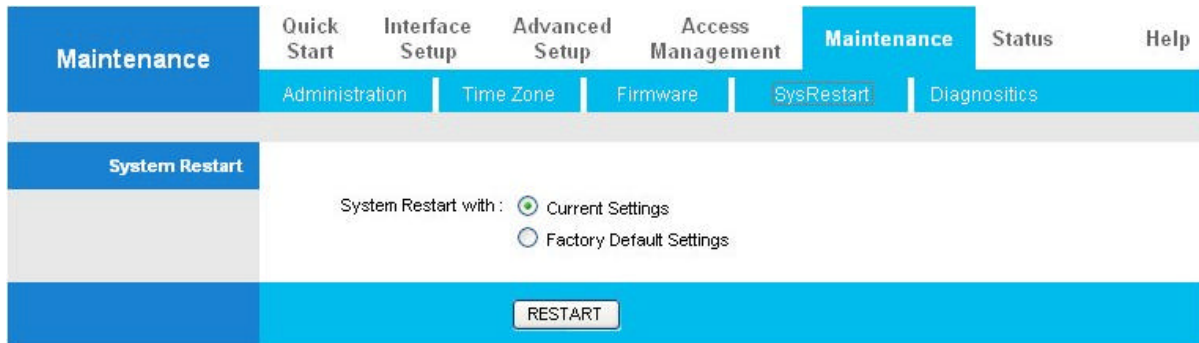 Maintenance
Quick Start
Interface Setup
Advanced Setup
Access Management
Maintenance
Status
Help
Administration
Time Zone
Firmware
SysRestart
Diagnositics
System Restart
System Restart with :
Current Settings
Factory Default Settings
RESTART